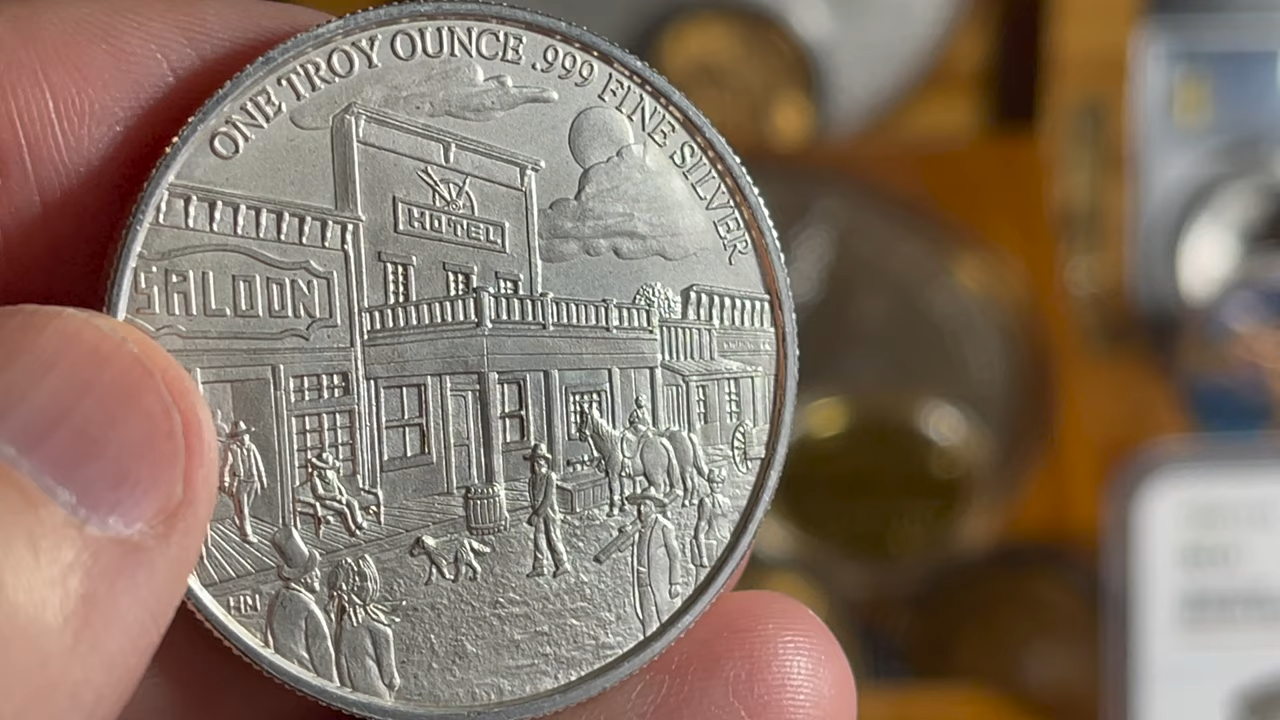 ONE TROY OUNCE .999 FINE SILVER
HOTEL
SALOON
HN